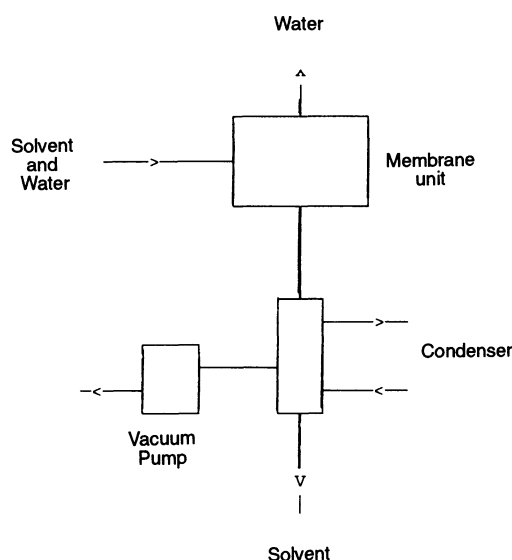 Water
Solvent
and
Water
Membrane
unit
Condenser
Vacuum
Pump
Solvent